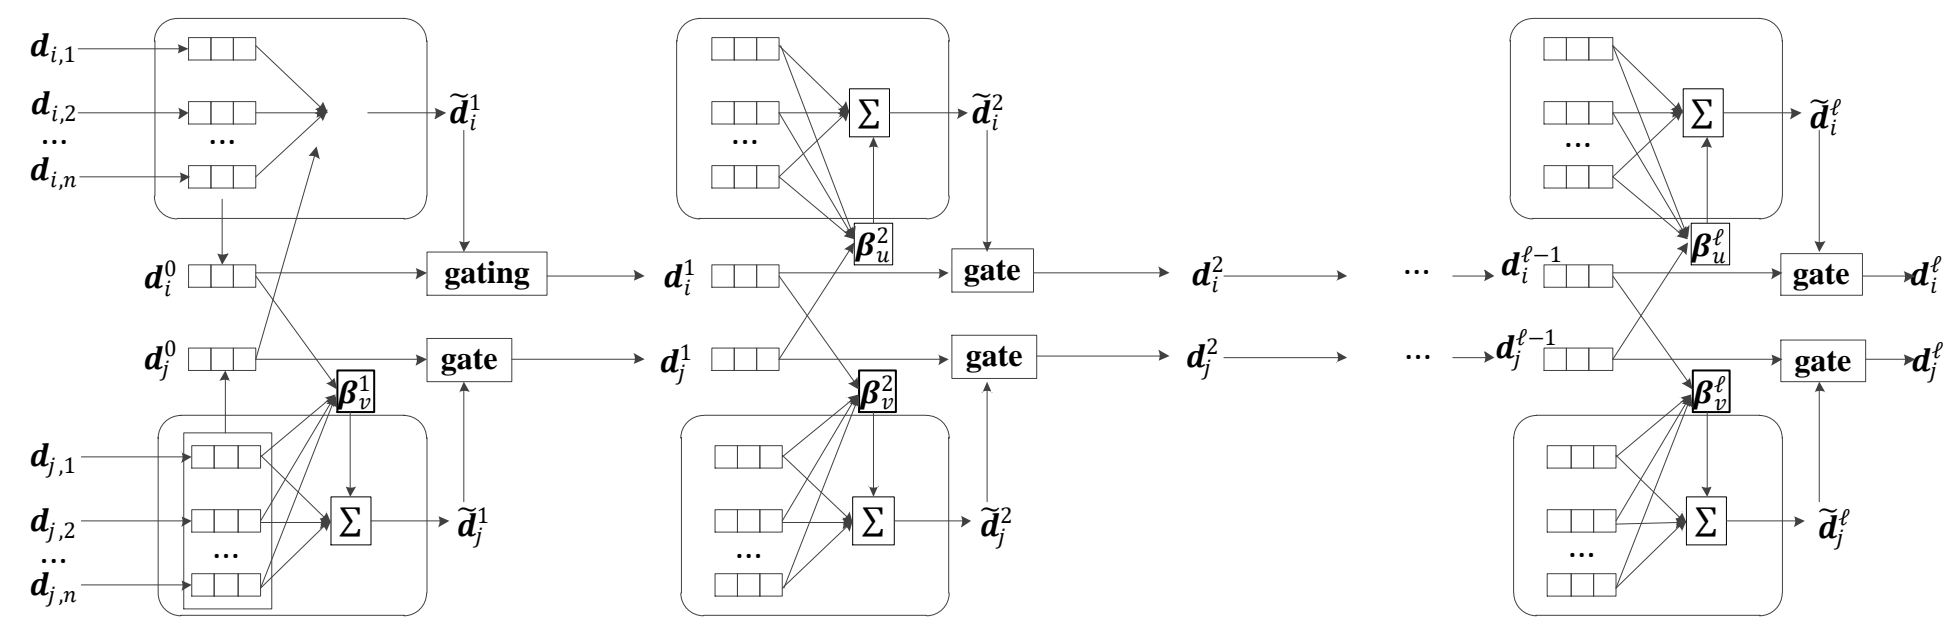 d_{i,1}
d_{i,2}
...
d_{i,n}
...
d̃_i^1
d_i^0
gating
d_j^0
gate
β_v^1
d_{j,1}
d_{j,2}
...
d_{j,n}
...
Σ
d̃_j^1
...
Σ
d̃_i^2
β_u^2
d_i^1
gate
d_i^2
d_j^1
gate
d_j^2
β_v^2
...
Σ
d̃_j^2
...
...
...
Σ
d̃_i^ℓ
β_u^ℓ
d_i^{ℓ−1}
gate
d_i^ℓ
d_j^{ℓ−1}
gate
d_j^ℓ
β_v^ℓ
...
Σ
d̃_j^ℓ